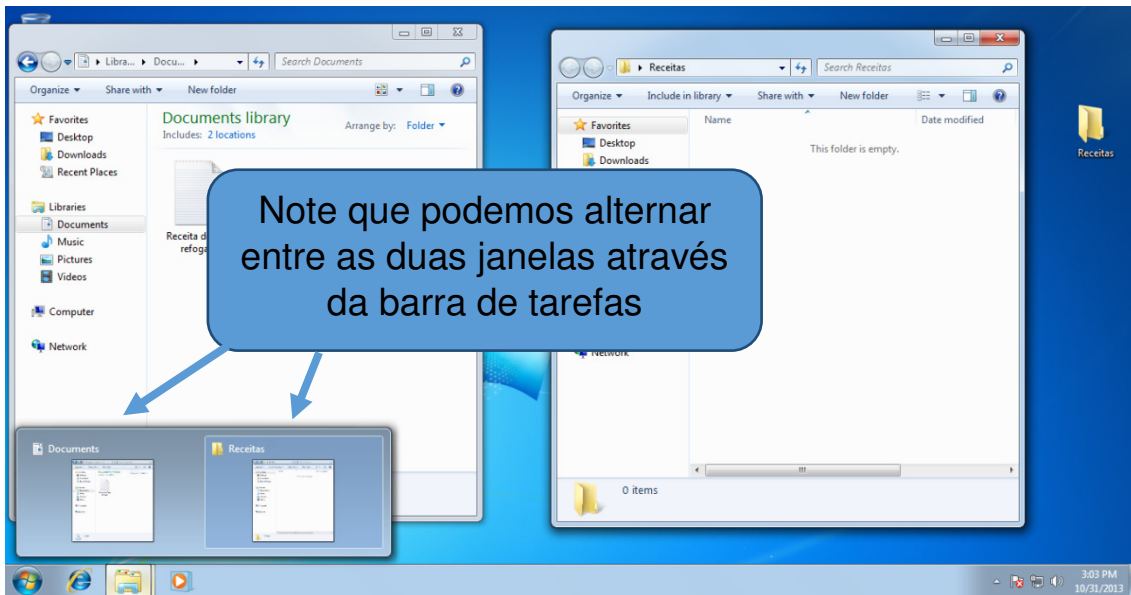 Libra... Docu... Search Documents
Organize Share with New folder
Favorites
Desktop
Downloads
Recent Places
Libraries
Documents
Music
Pictures
Videos
Computer
Network
Documents library
Includes: 2 locations
Arrange by: Folder
Receita d
refoga
Receitas Search Receitas
Organize Include in library Share with New folder
Favorites
Desktop
Downloads
Network
Name Date modified
This folder is empty.
0 items
Receitas
Note que podemos alternar
entre as duas janelas através
da barra de tarefas
Documents
Receitas
3:03 PM
10/31/2013